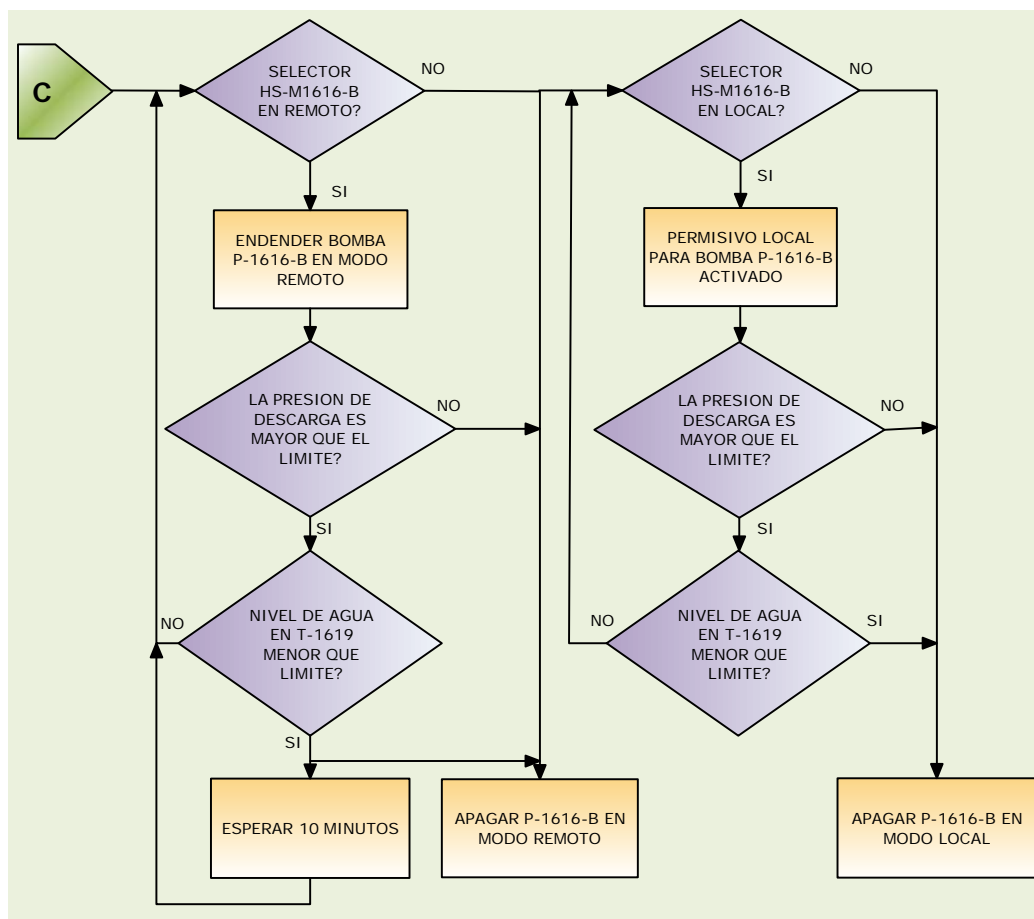 C
SELECTOR
HS-M1616-B
EN REMOTO?
NO
SI
ENDENDER BOMBA
P-1616-B EN MODO
REMOTO
LA PRESION DE
DESCARGA ES
MAYOR QUE EL
LIMITE?
NO
SI
NIVEL DE AGUA
EN T-1619
MENOR QUE
LIMITE?
NO
SI
ESPERAR 10 MINUTOS
APAGAR P-1616-B EN
MODO REMOTO
SELECTOR
HS-M1616-B
EN LOCAL?
NO
SI
PERMISIVO LOCAL
PARA BOMBA P-1616-B
ACTIVADO
LA PRESION DE
DESCARGA ES
MAYOR QUE EL
LIMITE?
NO
SI
NIVEL DE AGUA
EN T-1619
MENOR QUE
LIMITE?
NO
SI
APAGAR P-1616-B EN
MODO LOCAL